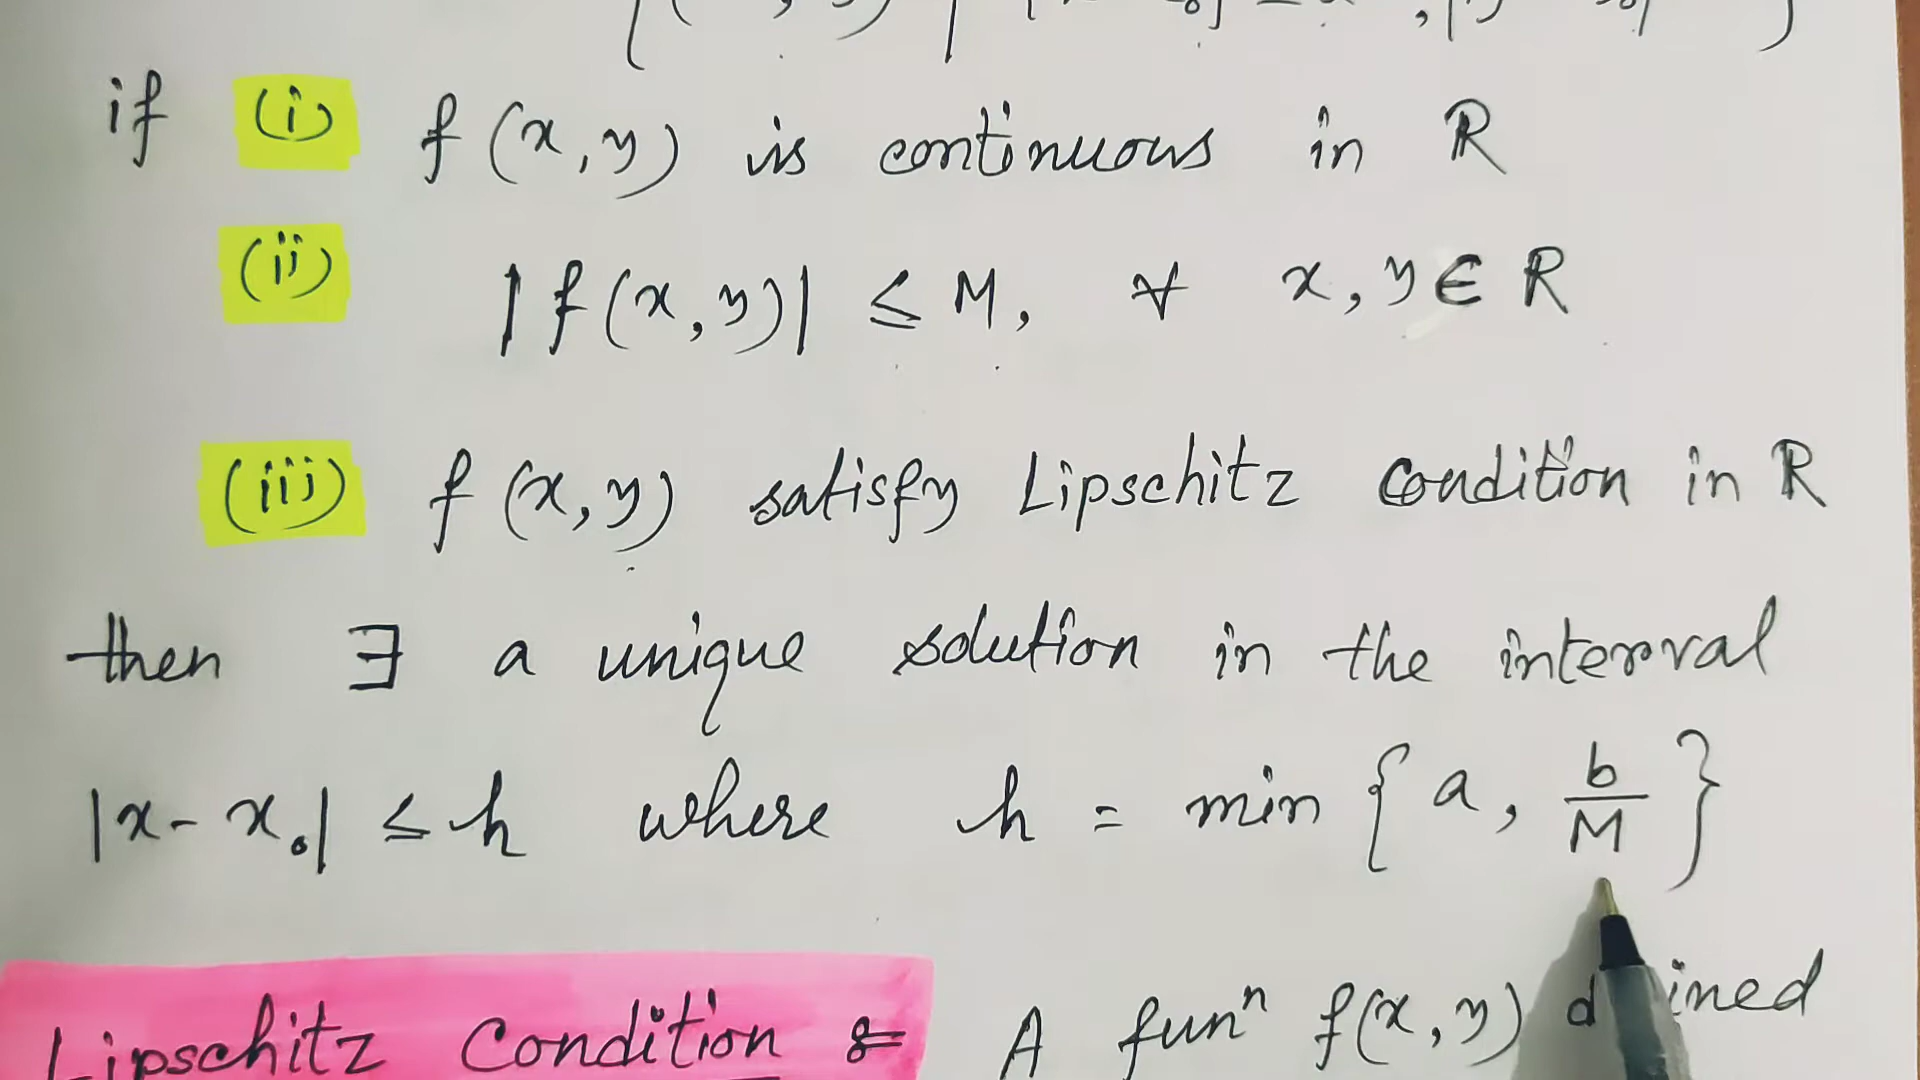 if (i) f(x,y) is continuous in R
(ii) |f(x,y)| ≤ M, ∀ x, y ∈ R
(iii) f(x,y) satisfy Lipschitz Condition in R
then ∃ a unique solution in the interval
|x - x₀| ≤ h where h = min { a, b/M }
Lipschitz Condition :- A funⁿ f(x,y)